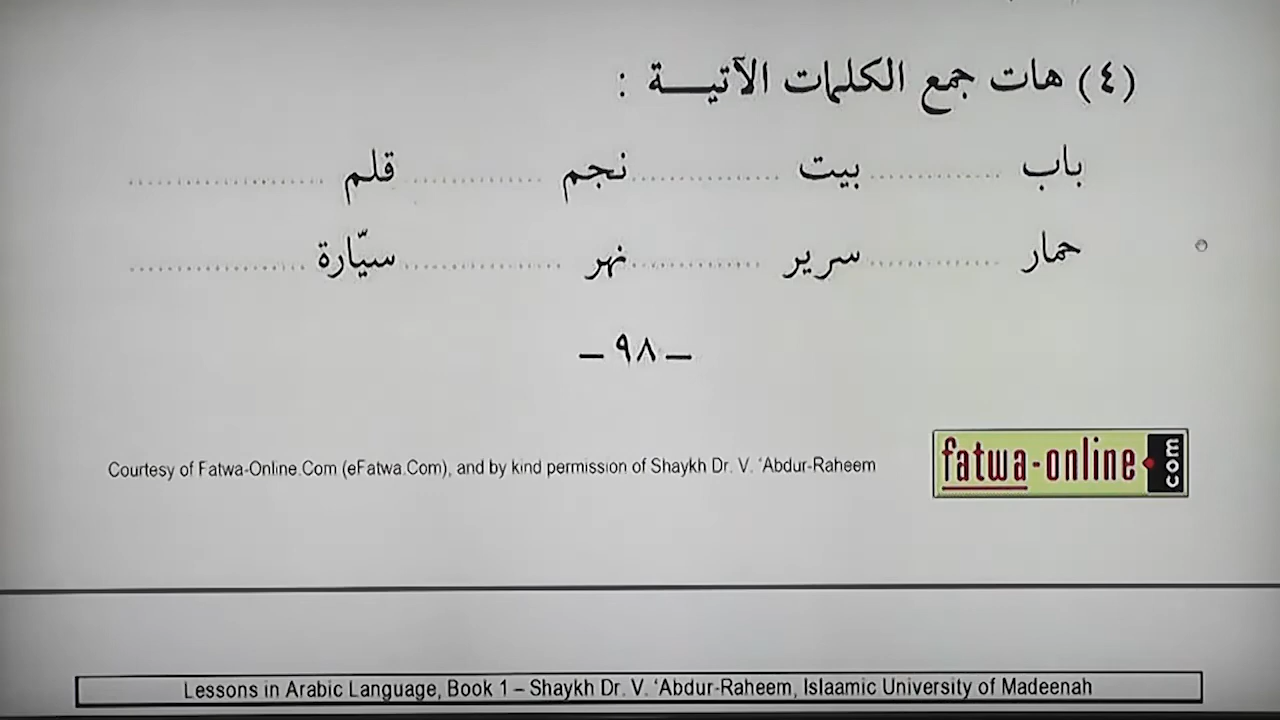 (٤) هات جمع الكلمات الآتيـــة :
باب .............. بيت ................ نجم .............. قلم .....................
حمار .............. سرير .............. نهر ................. سيّارة ...................
– ٩٨ –
Courtesy of Fatwa-Online.Com (eFatwa.Com), and by kind permission of Shaykh Dr. V. ‘Abdur-Raheem
fatwa-online com
Lessons in Arabic Language, Book 1 – Shaykh Dr. V. ‘Abdur-Raheem, Islaamic University of Madeenah